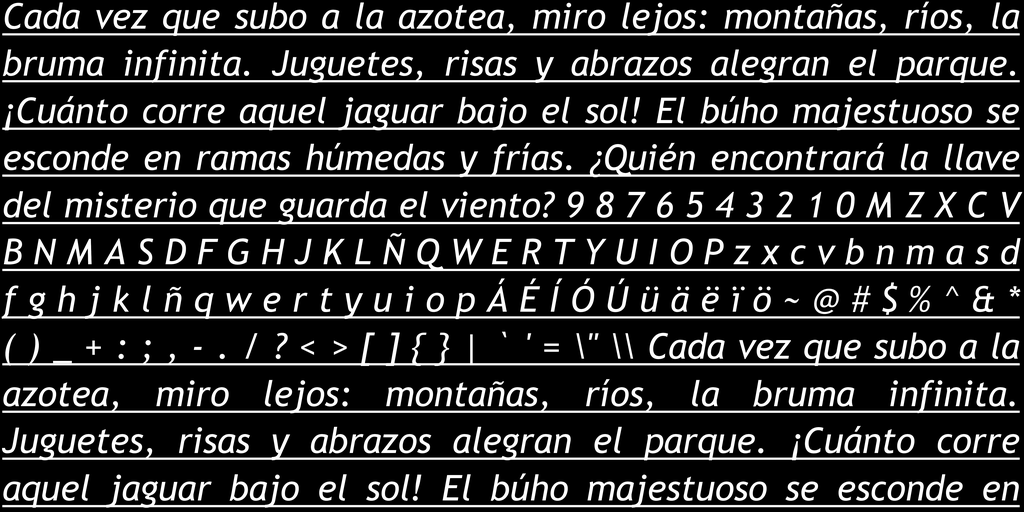 Cada vez que subo a la azotea, miro lejos: montañas, ríos, la
bruma infinita. Juguetes, risas y abrazos alegran el parque.
¡Cuánto corre aquel jaguar bajo el sol! El búho majestuoso se
esconde en ramas húmedas y frías. ¿Quién encontrará la llave
del misterio que guarda el viento? 9 8 7 6 5 4 3 2 1 0 M Z X C V
B N M A S D F G H J K L Ñ Q W E R T Y U I O P z x c v b n m a s d
f g h j k l ñ q w e r t y u i o p Á É Í Ó Ú ü ä ë ï ö ~ @ # $ % ^ & *
( ) _ + : ; , - . / ? < > [ ] { } | ` ' = \" \\ Cada vez que subo a la
azotea, miro lejos: montañas, ríos, la bruma infinita.
Juguetes, risas y abrazos alegran el parque. ¡Cuánto corre
aquel jaguar bajo el sol! El búho majestuoso se esconde en